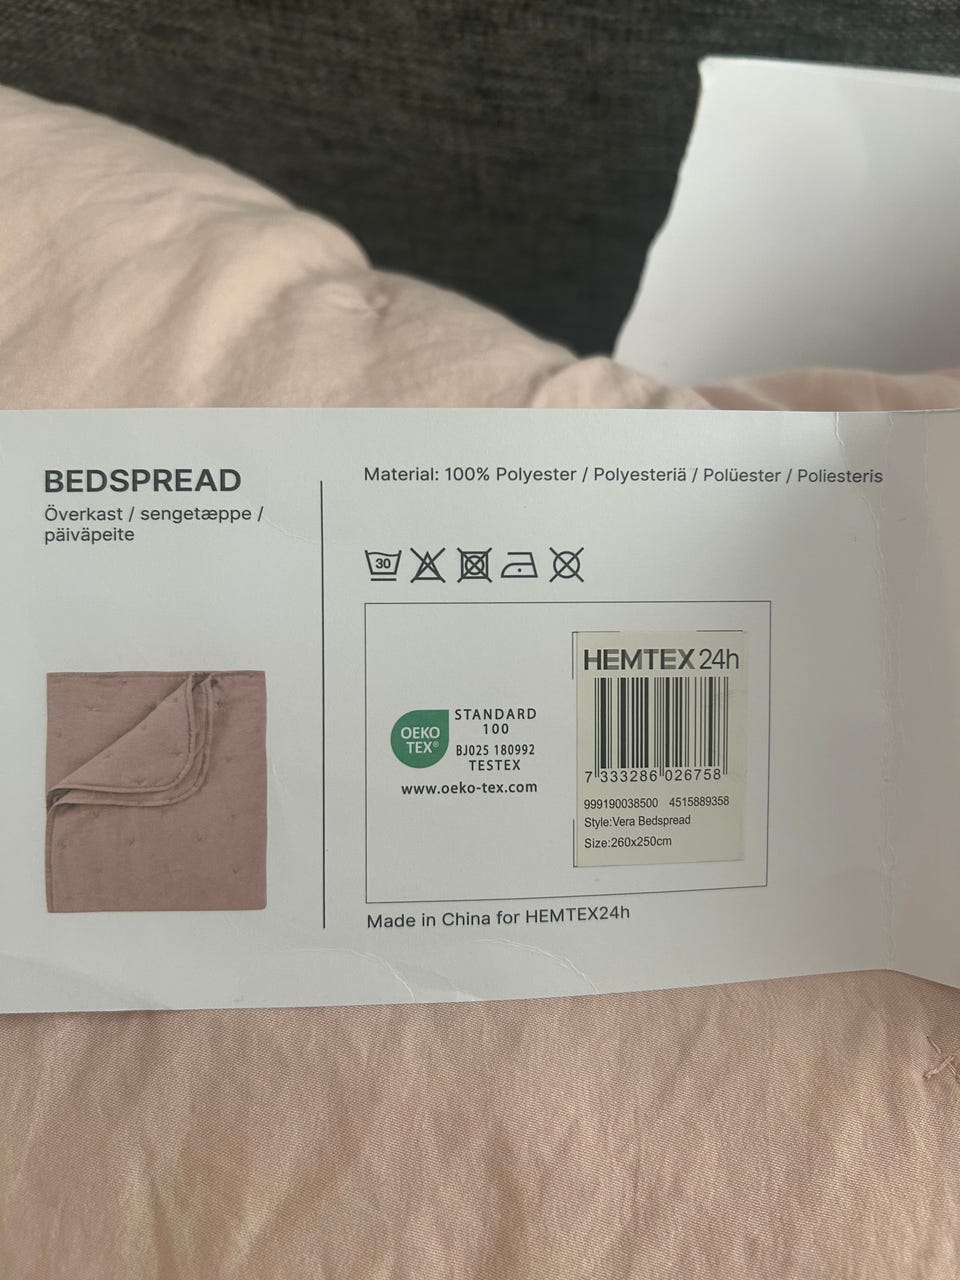 BEDSPREAD
Överkast / sengetæppe /
päiväpeite
Material: 100% Polyester / Polyesteriä / Polüester / Poliesteris
30
OEKO
TEX®
STANDARD
100
BJ025 180992
TESTEX
www.oeko-tex.com
HEMTEX 24h
7 333286 026758
999190038500 4515889358
Style:Vera Bedspread
Size:260x250cm
Made in China for HEMTEX24h